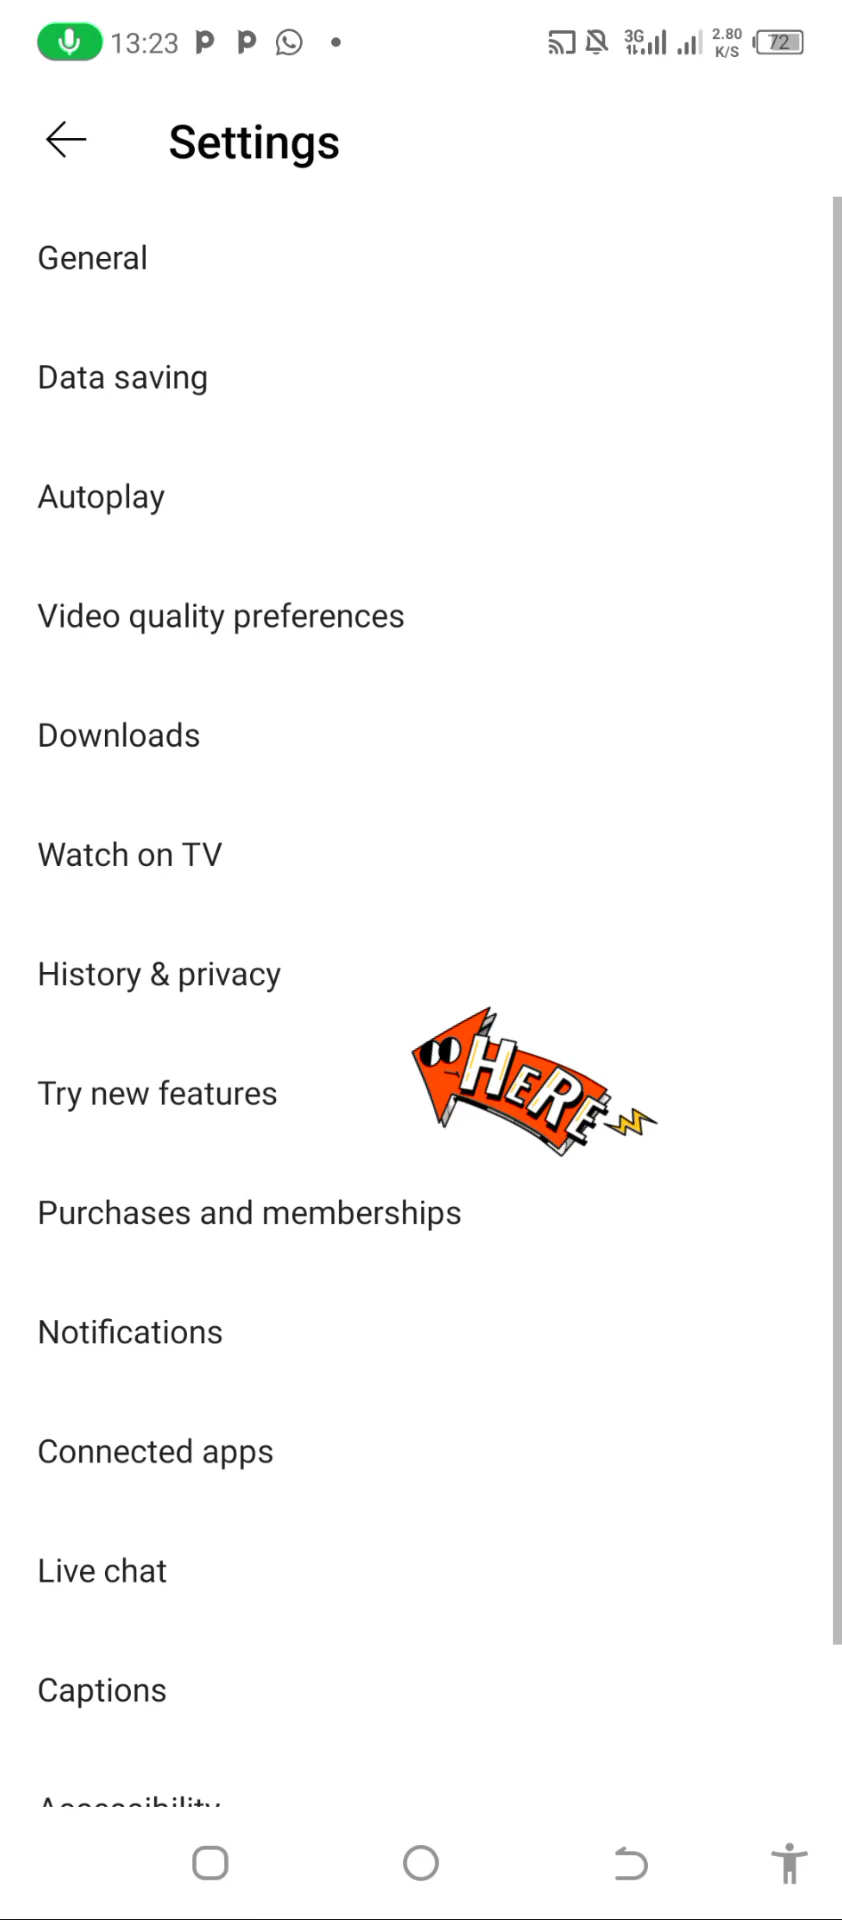 13:23
3G
2.80
K/S
72
Settings
General
Data saving
Autoplay
Video quality preferences
Downloads
Watch on TV
History & privacy
HERE
Try new features
Purchases and memberships
Notifications
Connected apps
Live chat
Captions
Accessibility